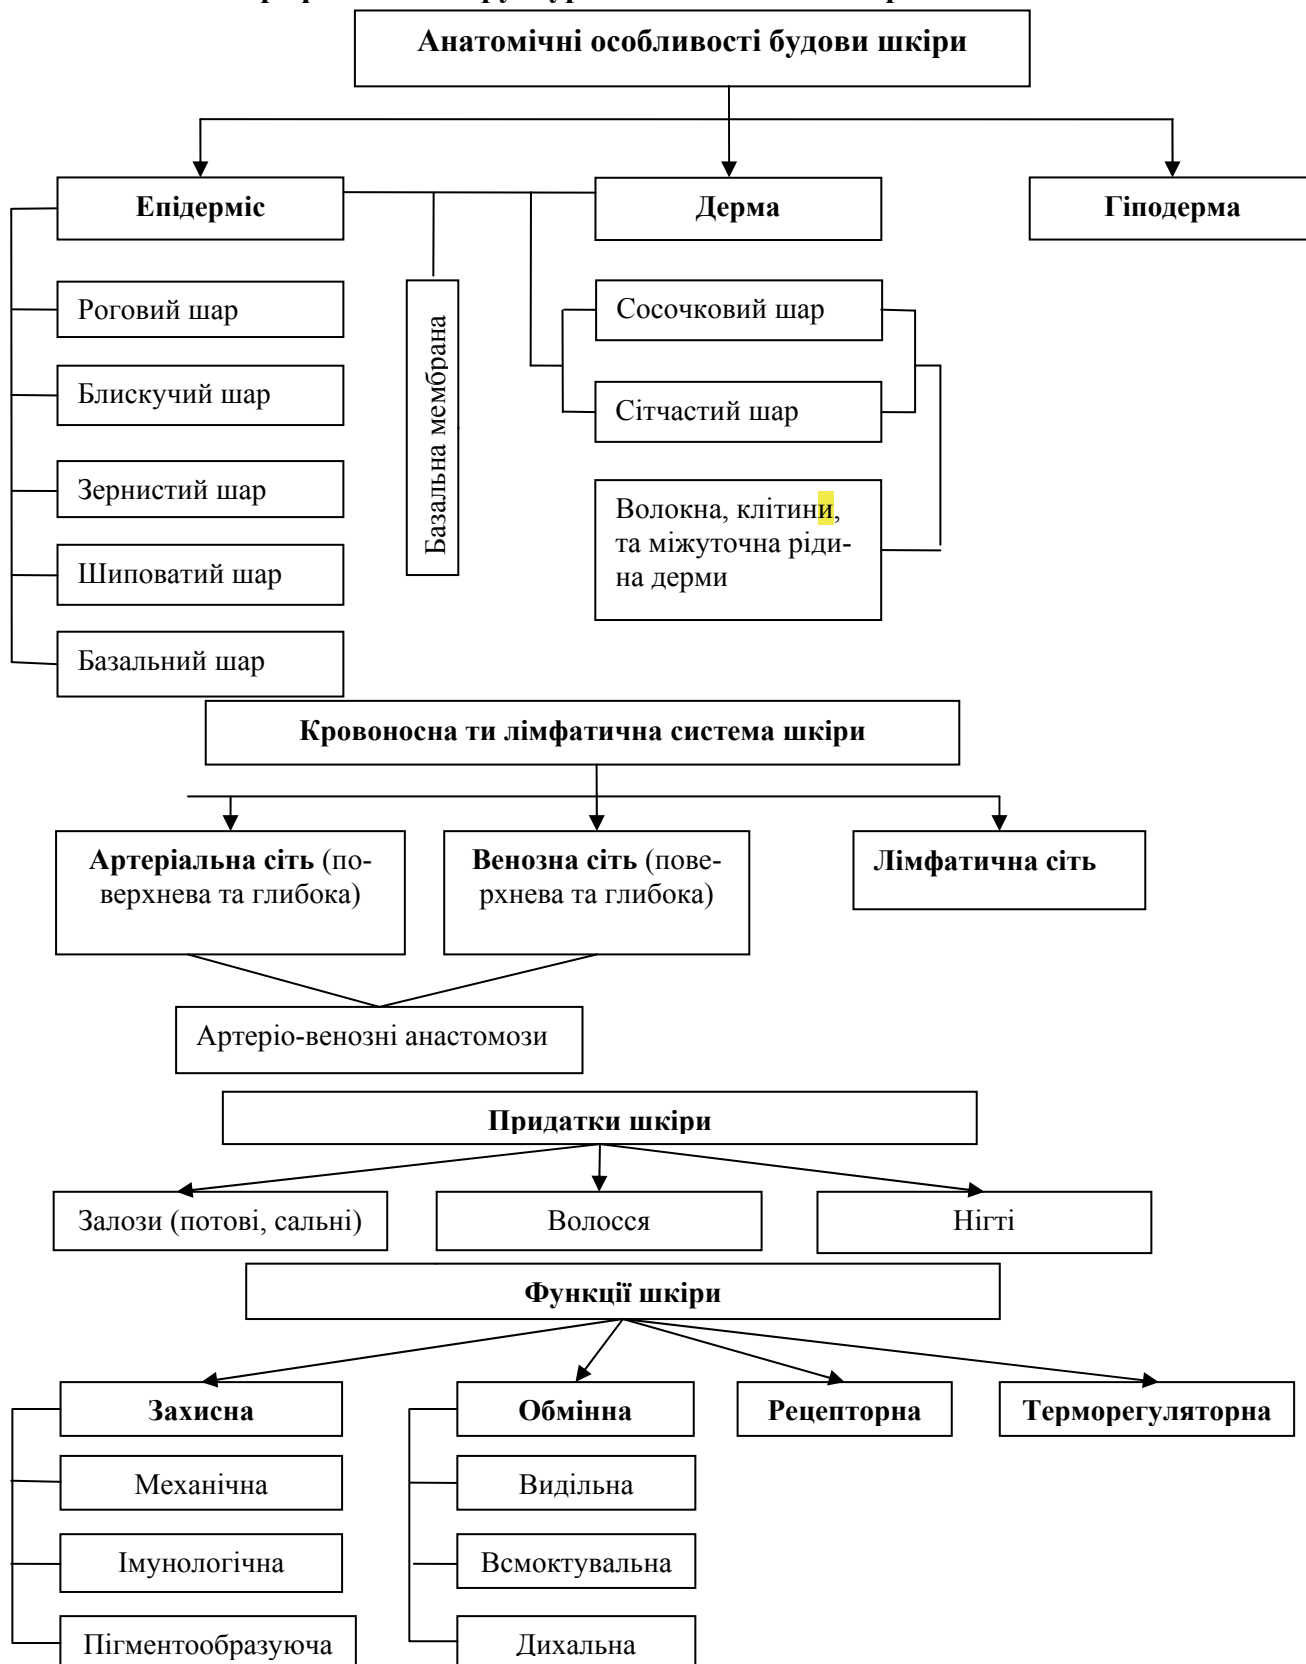 Анатомічні особливості будови шкіри
Епідерміс
Дерма
Гіподерма
Роговий шар
Блискучий шар
Зернистий шар
Шиповатий шар
Базальний шар
Базальна мембрана
Сосочковий шар
Сітчастий шар
Волокна, клітини,
та міжуточна ріди-
на дерми
Кровоносна ти лімфатична система шкіри
Артеріальна сіть (по-
верхнева та глибока)
Венозна сіть (пове-
рхнева та глибока)
Лімфатична сіть
Артеріо-венозні анастомози
Придатки шкіри
Залози (потові, сальні)
Волосся
Нігті
Функції шкіри
Захисна
Обмінна
Рецепторна
Терморегуляторна
Механічна
Імунологічна
Пігментообразуюча
Видільна
Всмоктувальна
Дихальна